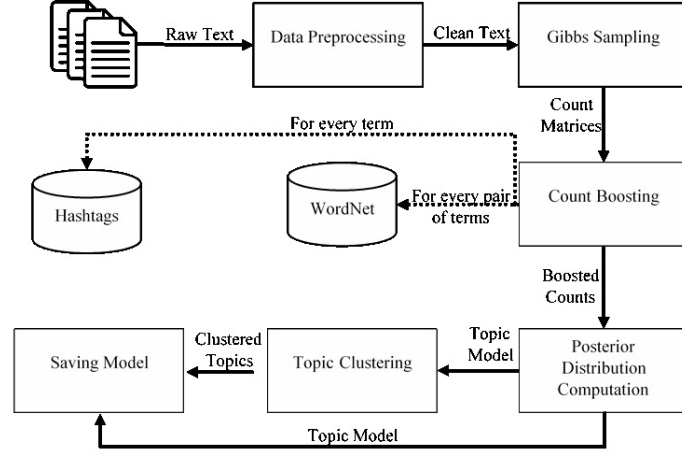 Raw Text
Data Preprocessing
Clean Text
Gibbs Sampling
Count
Matrices
For every term
Hashtags
WordNet
For every pair
of terms
Count Boosting
Boosted
Counts
Saving Model
Clustered
Topics
Topic Clustering
Topic
Model
Posterior
Distribution
Computation
Topic Model